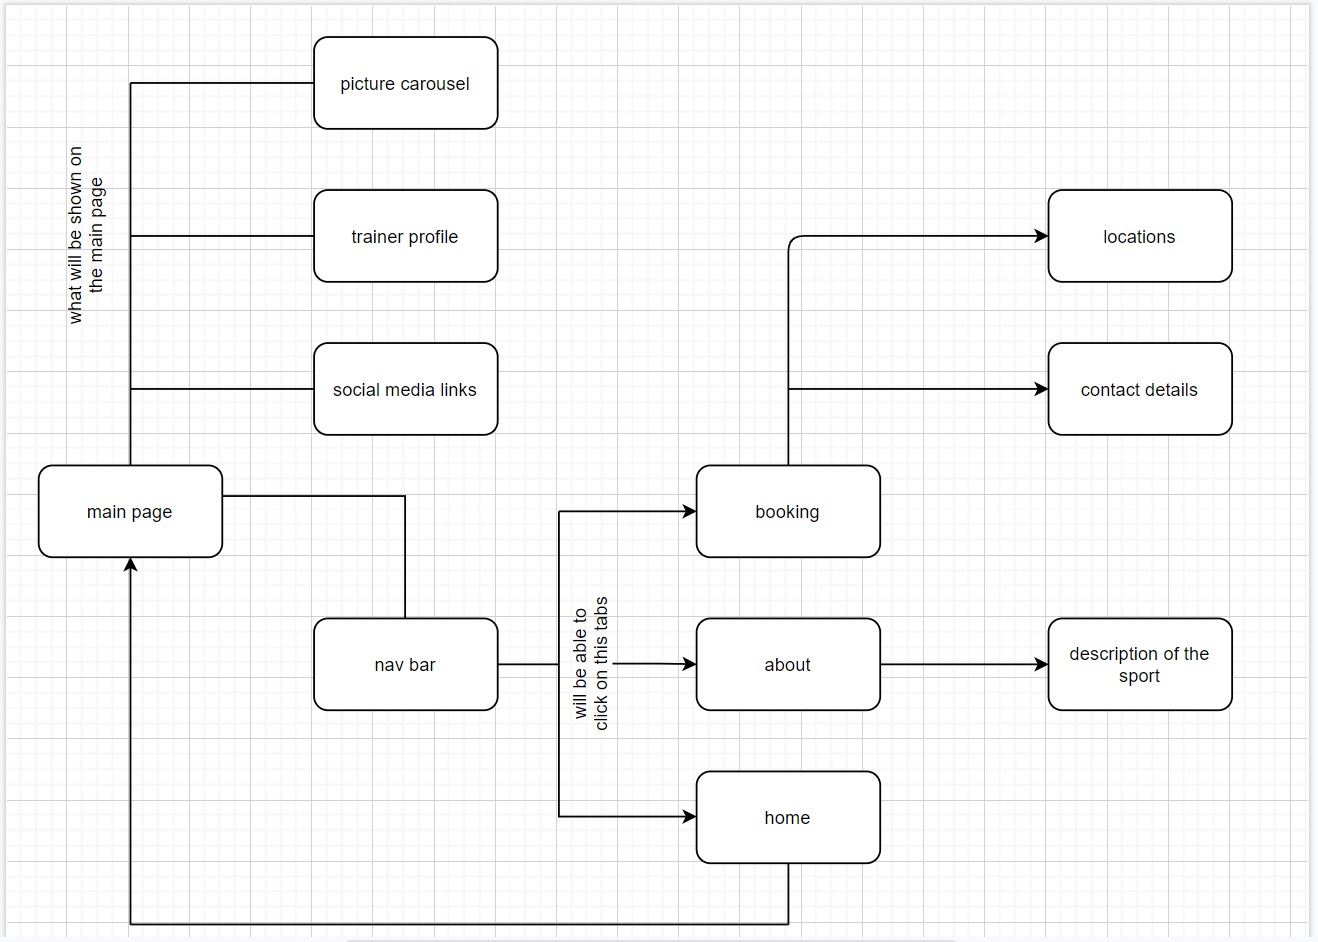 picture carousel
what will be shown on
the main page
trainer profile
locations
social media links
contact details
main page
booking
will be able to
click on this tabs
nav bar
about
description of the
sport
home